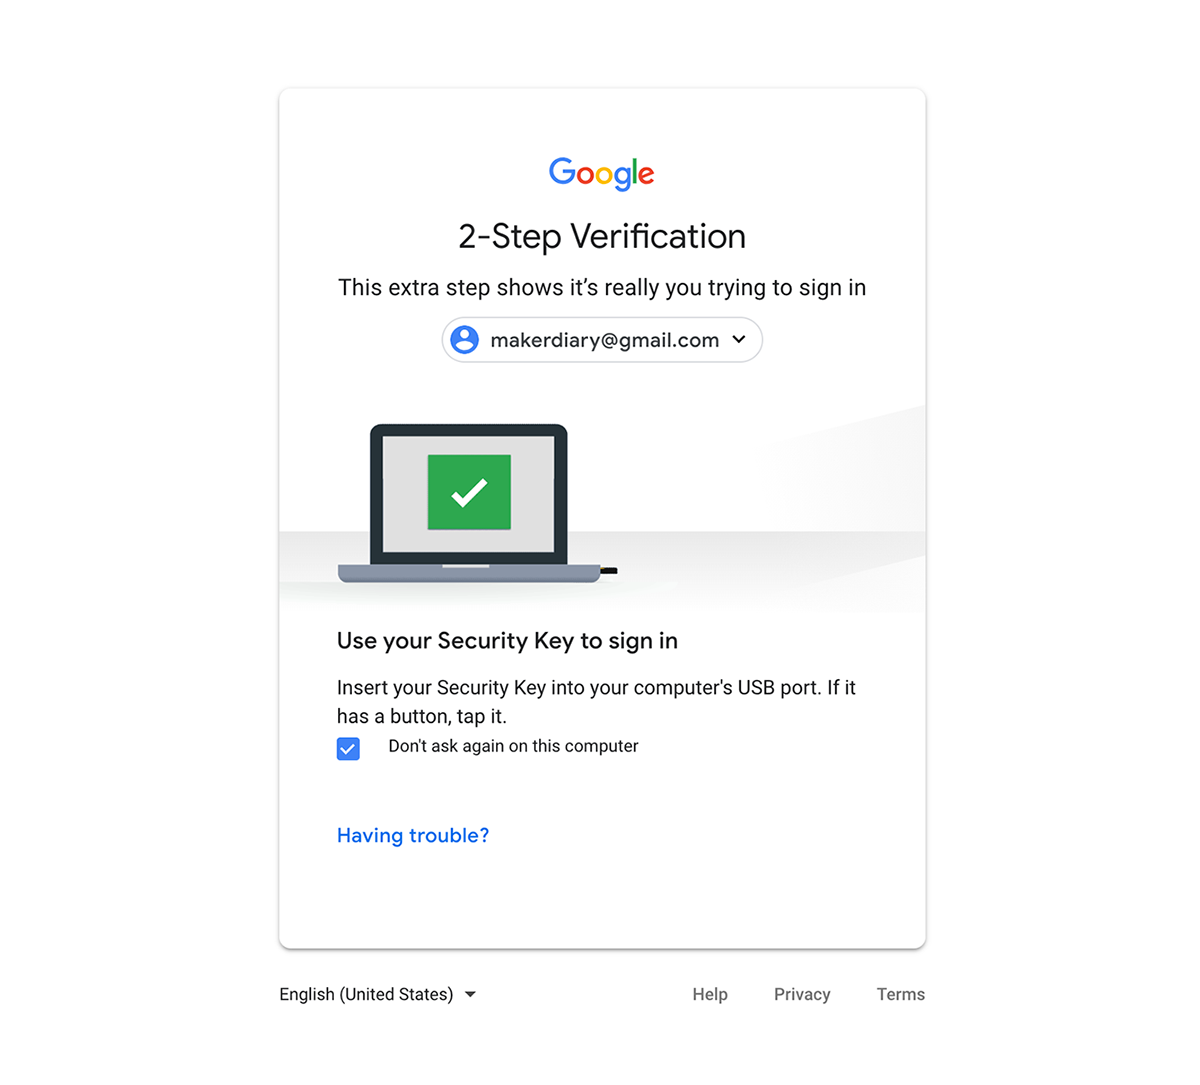 Google
2-Step Verification
This extra step shows it’s really you trying to sign in
makerdiary@gmail.com
Use your Security Key to sign in
Insert your Security Key into your computer's USB port. If it
has a button, tap it.
Don't ask again on this computer
Having trouble?
English (United States) Help Privacy Terms